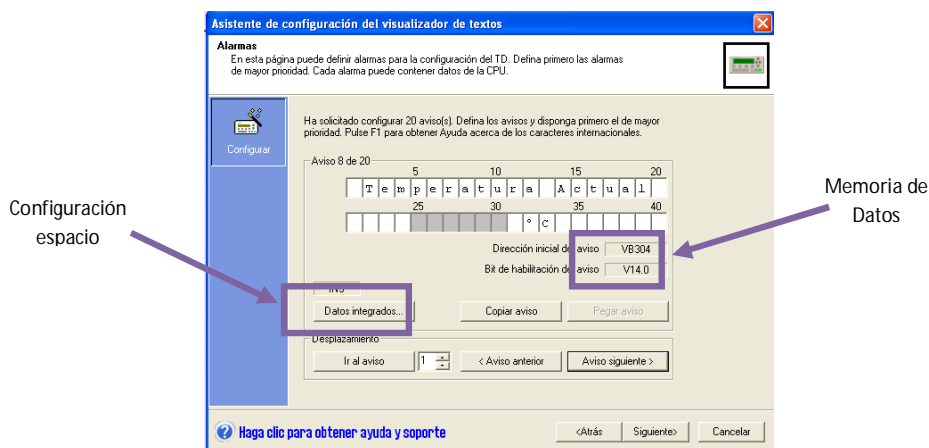 Asistente de configuración del visualizador de textos
Alarmas
En esta página puede definir alarmas para la configuración del TD. Defina primero las alarmas
de mayor prioridad. Cada alarma puede contener datos de la CPU.
Configurar
Ha solicitado configurar 20 aviso(s). Defina los avisos y disponga primero el de mayor
prioridad. Pulse F1 para obtener Ayuda acerca de los caracteres internacionales.
Aviso 8 de 20
5 10 15 20
Temperatura Actual
25 30 35 40
°C
Dirección inicial de aviso VB304
Bit de habilitación de aviso V14.0
INS
Datos integrados... Copiar aviso Pegar aviso
Desplazamiento
Ir al aviso 1 < Aviso anterior Aviso siguiente >
Haga clic para obtener ayuda y soporte
<Atrás Siguiente> Cancelar
Configuración
espacio
Memoria de
Datos